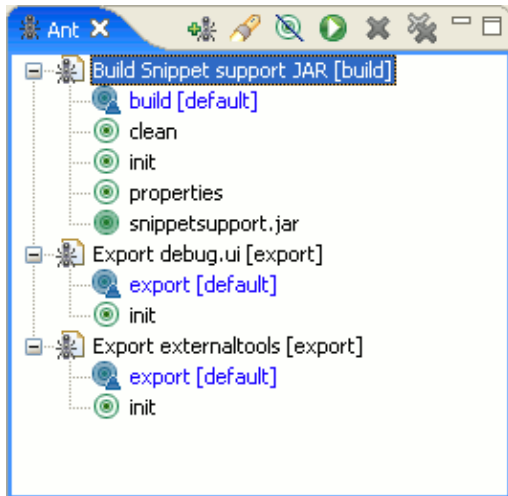 Ant
Build Snippet support JAR [build]
build [default]
clean
init
properties
snippetsupport.jar
Export debug.ui [export]
export [default]
init
Export externaltools [export]
export [default]
init